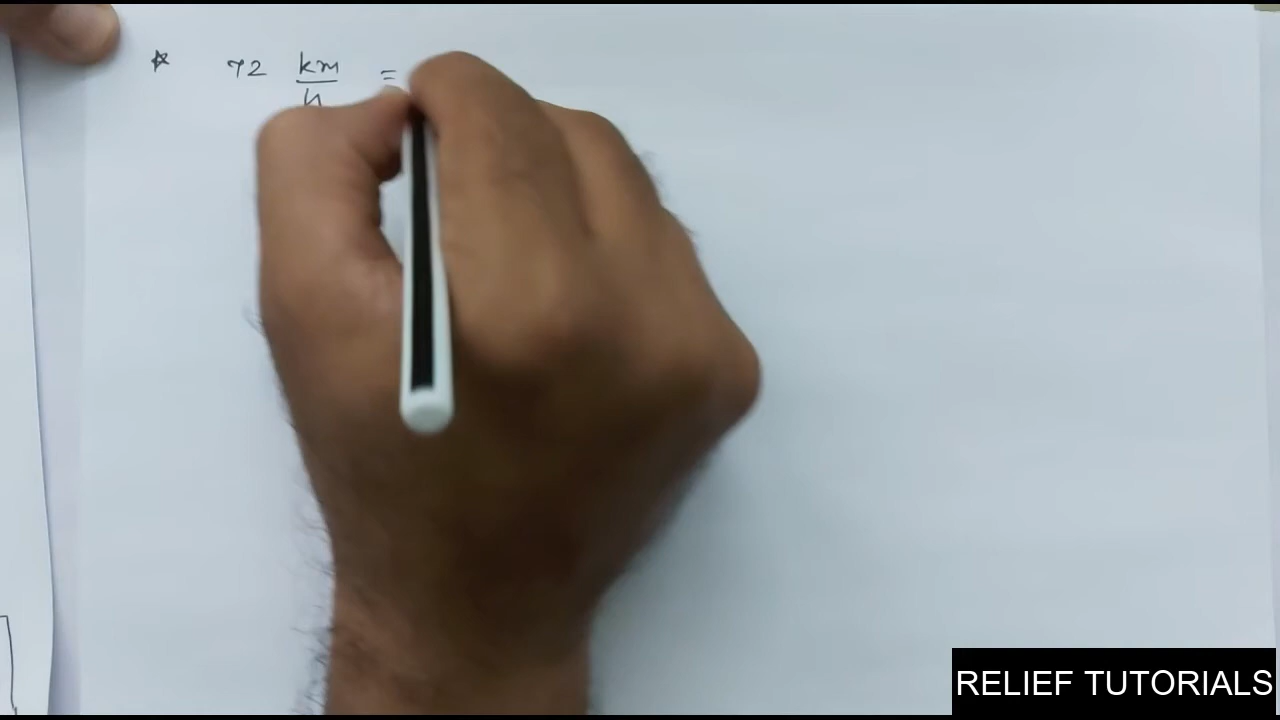 * 72 km/h =
RELIEF TUTORIALS